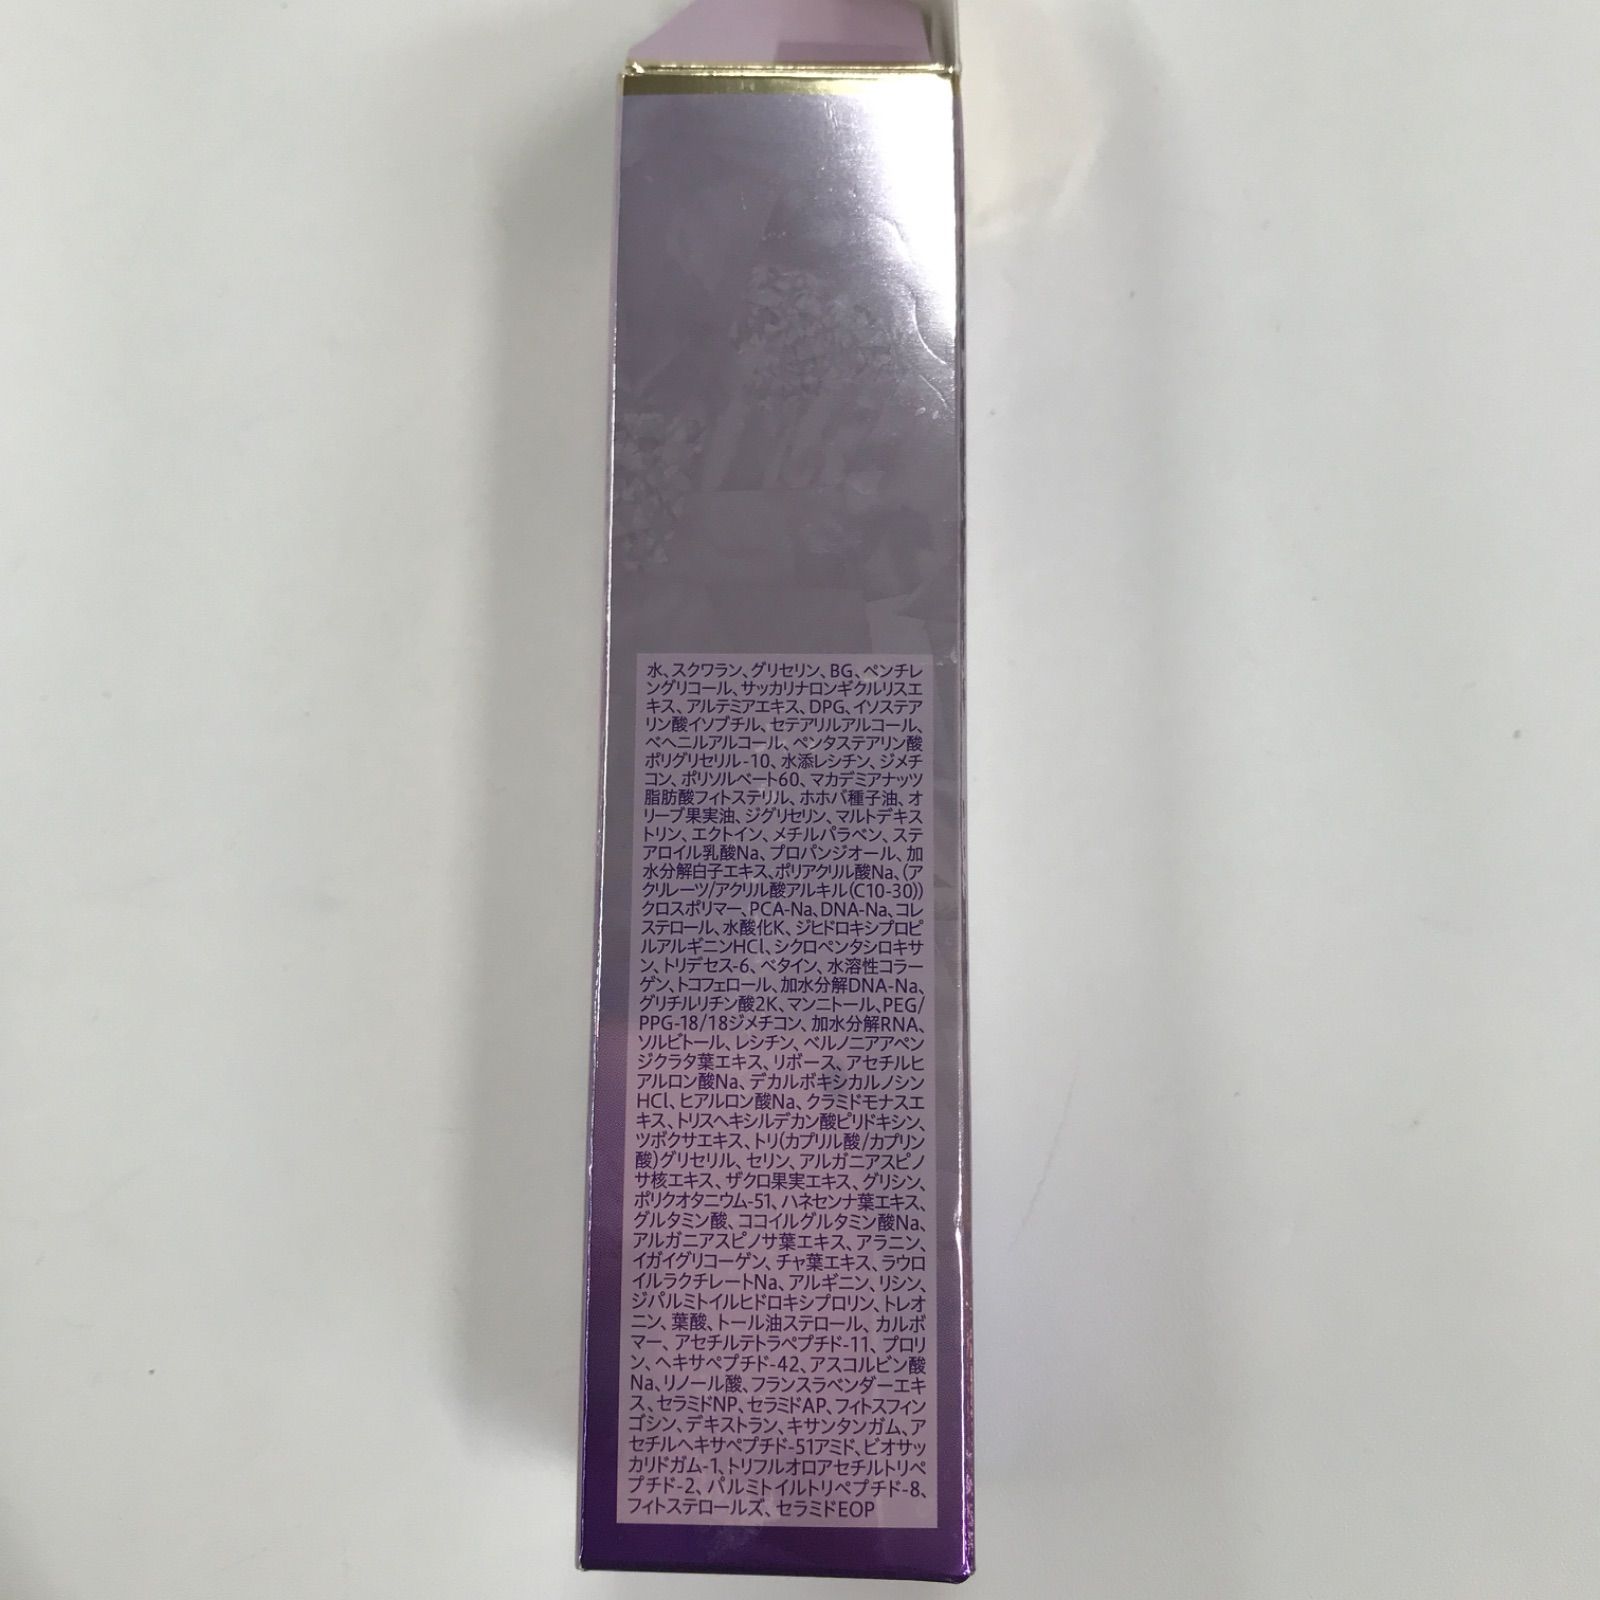 水、スクワラン、グリセリン、BG、ペンチレ
ングリコール、サッカリナロンギクルリスエ
キス、アルテミアエキス、DPG、イソステア
リン酸イソブチル、セテアリルアルコール、
ベヘニルアルコール、ペンタステアリン酸
ポリグリセリル-10、水添レシチン、ジメチ
コン、ポリソルベート60、マカデミアナッツ
脂肪酸フィトステリル、ホホバ種子油、オ
リーブ果実油、ジグリセリン、マルトデキス
トリン、エクトイン、メチルパラベン、ステ
アロイル乳酸Na、プロパンジオール、加
水分解白子エキス、ポリアクリル酸Na、(ア
クリレーツ/アクリル酸アルキル(C10-30))
クロスポリマー、PCA-Na、DNA-Na、コレ
ステロール、水酸化K、ジヒドロキシプロピ
ルアルギニンHCl、シクロペンタシロキサ
ン、トリデセス-6、ベタイン、水溶性コラー
ゲン、トコフェロール、加水分解DNA-Na、
グリチルリチン酸2K、マンニトール、PEG/
PPG-18/18ジメチコン、加水分解RNA、
ソルビトール、レシチン、ベルノニアアペン
ジクラタ葉エキス、リボース、アセチルヒ
アルロン酸Na、デカルボキシカルノシン
HCl、ヒアルロン酸Na、クラミドモナスエ
キス、トリスヘキシルデカン酸ピリドキシン、
ツボクサエキス、トリ(カプリル酸/カプリン
酸)グリセリル、セリン、アルガニアスピノ
サ核エキス、ザクロ果実エキス、グリシン、
ポリクオタニウム-51、ハネセンナ葉エキス、
グルタミン酸、ココイルグルタミン酸Na、
アルガニアスピノサ葉エキス、アラニン、
イガイグリコーゲン、チャ葉エキス、ラウロ
イルラクチレートNa、アルギニン、リシン、
ジパルミトイルヒドロキシプロリン、トレオ
ニン、葉酸、トール油ステロール、カルボ
マー、アセチルテトラペプチド-11、プロリ
ン、ヘキサペプチド-42、アスコルビン酸
Na、リノール酸、フランスラベンダーエキ
ス、セラミドNP、セラミドAP、フィトスフィン
ゴシン、デキストラン、キサンタンガム、ア
セチルヘキサペプチド-51アミド、ビオサッ
カリドガム-1、トリフルオロアセチルトリペ
プチド-2、パルミトイルトリペプチド-8、
フィトステロールズ、セラミドEOP